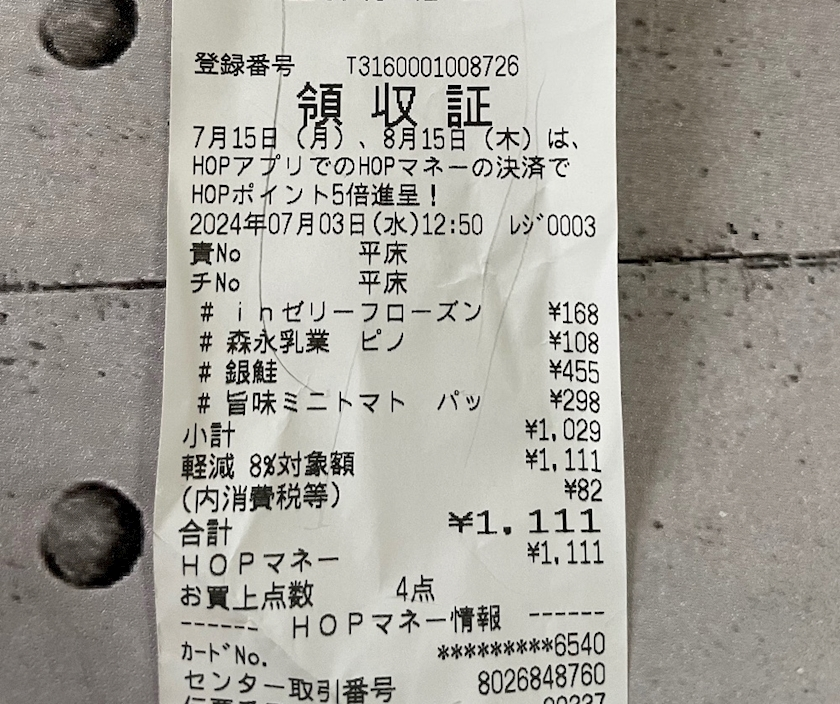 登録番号 T3160001008726
領収証
7月15日（月）、8月15日（木）は、
HOPアプリでのHOPマネーの決済で
HOPポイント5倍進呈！
2024年07月03日(水)12:50 ﾚｼﾞ0003
責No 平床
チNo 平床
# ｉｎゼリーフローズン ¥168
# 森永乳業 ピノ ¥108
# 銀鮭 ¥455
# 旨味ミニトマト パッ ¥298
小計 ¥1,029
軽減 8%対象額 ¥1,111
(内消費税等) ¥82
合計 ¥1,111
ＨＯＰマネー ¥1,111
お買上点数 4点
------ ＨＯＰマネー情報 ------
ｶｰﾄﾞNo. *********6540
センター取引番号 8026848760